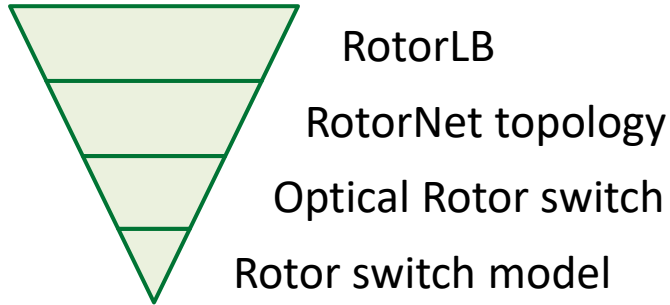 RotorLB
RotorNet topology
Optical Rotor switch
Rotor switch model